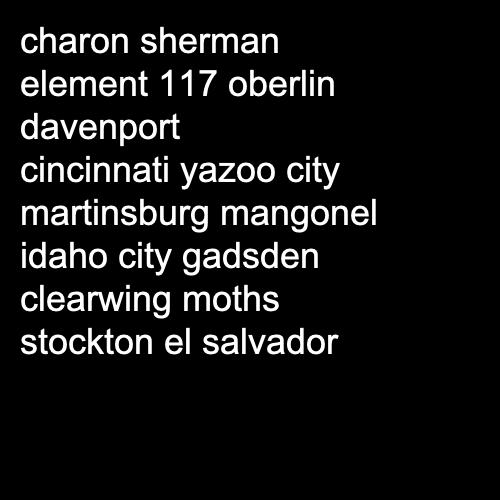 charon sherman
element 117 oberlin
davenport
cincinnati yazoo city
martinsburg mangonel
idaho city gadsden
clearwing moths
stockton el salvador